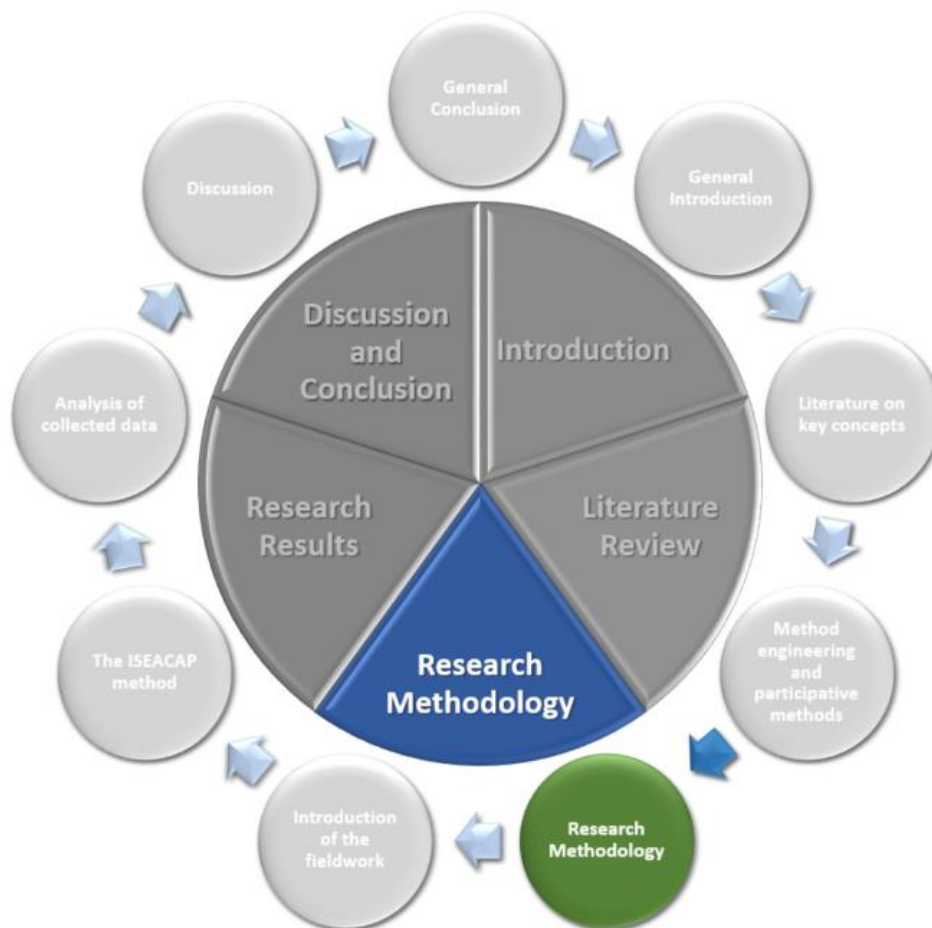 General
Conclusion
General
Introduction
Literature on
key concepts
Method
engineering
and
participative
methods
Research
Methodology
Introduction
of the
fieldwork
The ISEACAP
method
Analysis of
collected data
Discussion
Introduction
Literature
Review
Research
Methodology
Research
Results
Discussion
and
Conclusion